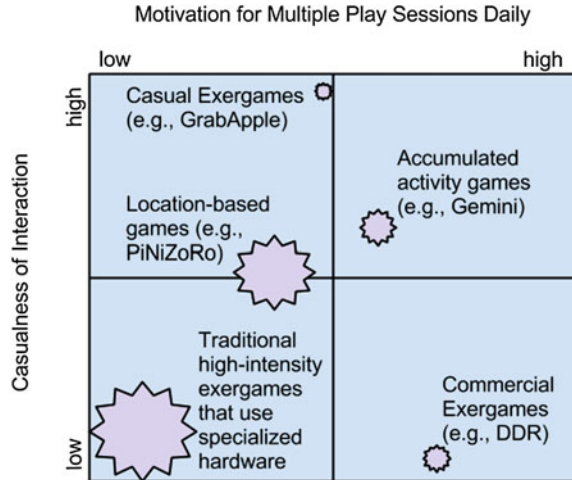 Motivation for Multiple Play Sessions Daily
low
high
high
Casual Exergames
(e.g., GrabApple)
Accumulated
activity games
(e.g., Gemini)
Location-based
games (e.g.,
PiNiZoRo)
Casualness of Interaction
Traditional
high-intensity
exergames
that use
specialized
hardware
Commercial
Exergames
(e.g., DDR)
low